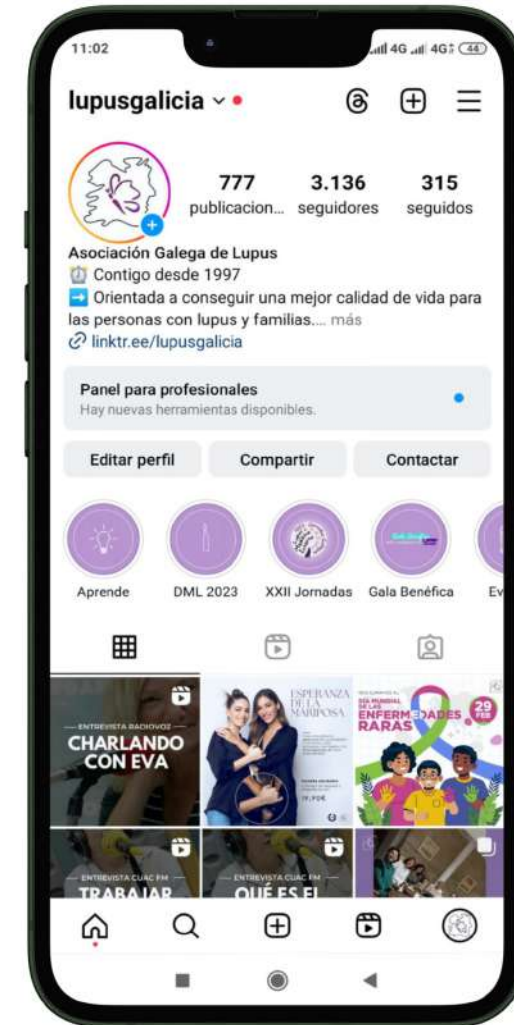 11:02
4G 4G 44
lupusgalicia
777
publicacion...
3.136
seguidores
315
seguidos
Asociación Galega de Lupus
Contigo desde 1997
Orientada a conseguir una mejor calidad de vida para
las personas con lupus y familias.... más
linktr.ee/lupusgalicia
Panel para profesionales
Hay nuevas herramientas disponibles.
Editar perfil
Compartir
Contactar
Aprende
DML 2023
XXII Jornadas
Gala Benéfica
Ev
ENTREVISTA RADIOVOZ
CHARLANDO
CON EVA
ESPERANZA
DE LA
MARIPOSA
19,90€
DÍA MUNDIAL
DE LAS
ENFERMEDADES
RARAS
29
FEB
ENTREVISTA CUAC FM
TRABAJAR
ENTREVISTA CUAC FM
QUÉ ES EL